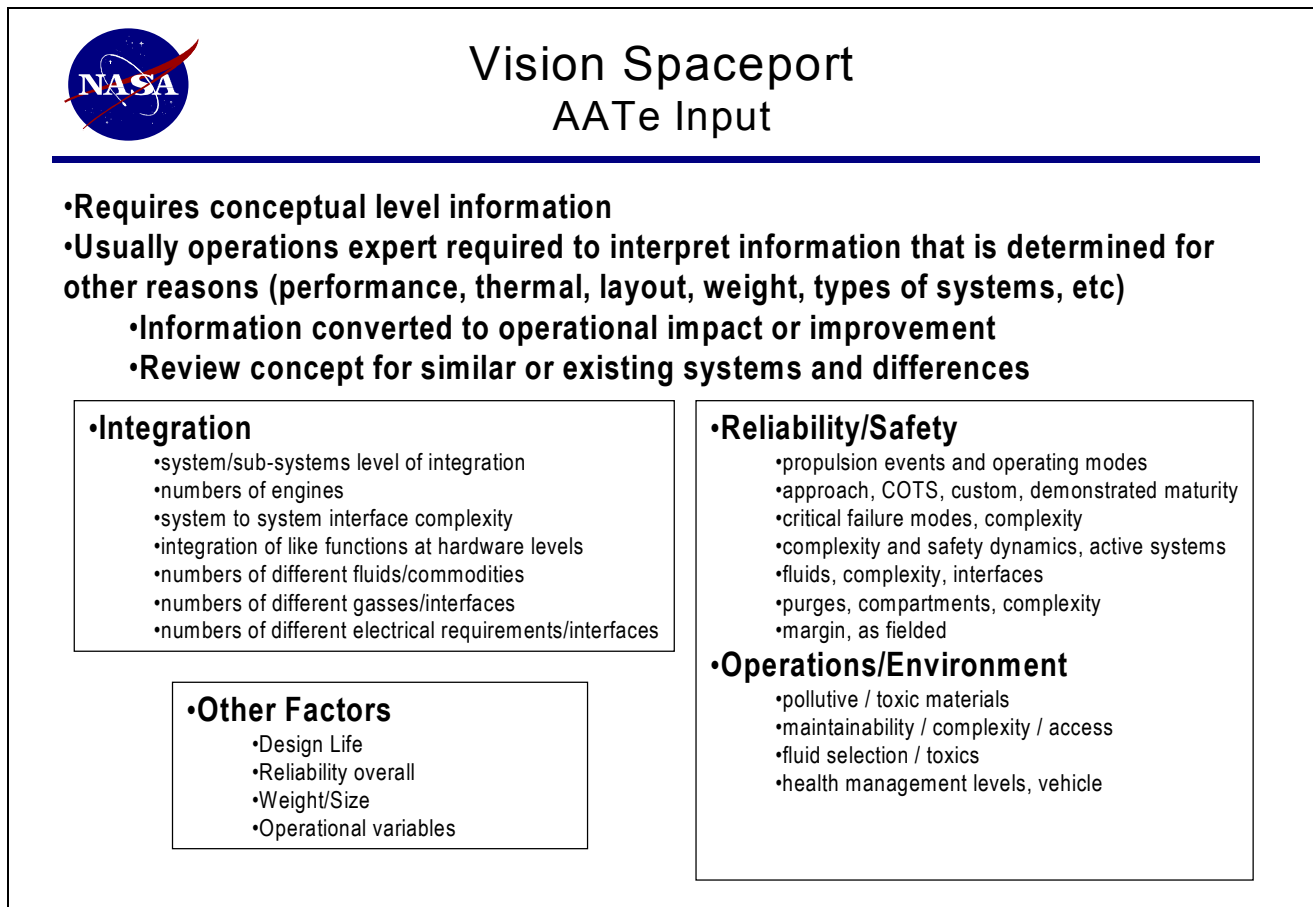 NASA
Vision Spaceport
AATe Input
•Requires conceptual level information
•Usually operations expert required to interpret information that is determined for
other reasons (performance, thermal, layout, weight, types of systems, etc)
•Information converted to operational impact or improvement
•Review concept for similar or existing systems and differences
•Integration
•system/sub-systems level of integration
•numbers of engines
•system to system interface complexity
•integration of like functions at hardware levels
•numbers of different fluids/commodities
•numbers of different gasses/interfaces
•numbers of different electrical requirements/interfaces
•Other Factors
•Design Life
•Reliability overall
•Weight/Size
•Operational variables
•Reliability/Safety
•propulsion events and operating modes
•approach, COTS, custom, demonstrated maturity
•critical failure modes, complexity
•complexity and safety dynamics, active systems
•fluids, complexity, interfaces
•purges, compartments, complexity
•margin, as fielded
•Operations/Environment
•pollutive / toxic materials
•maintainability / complexity / access
•fluid selection / toxics
•health management levels, vehicle